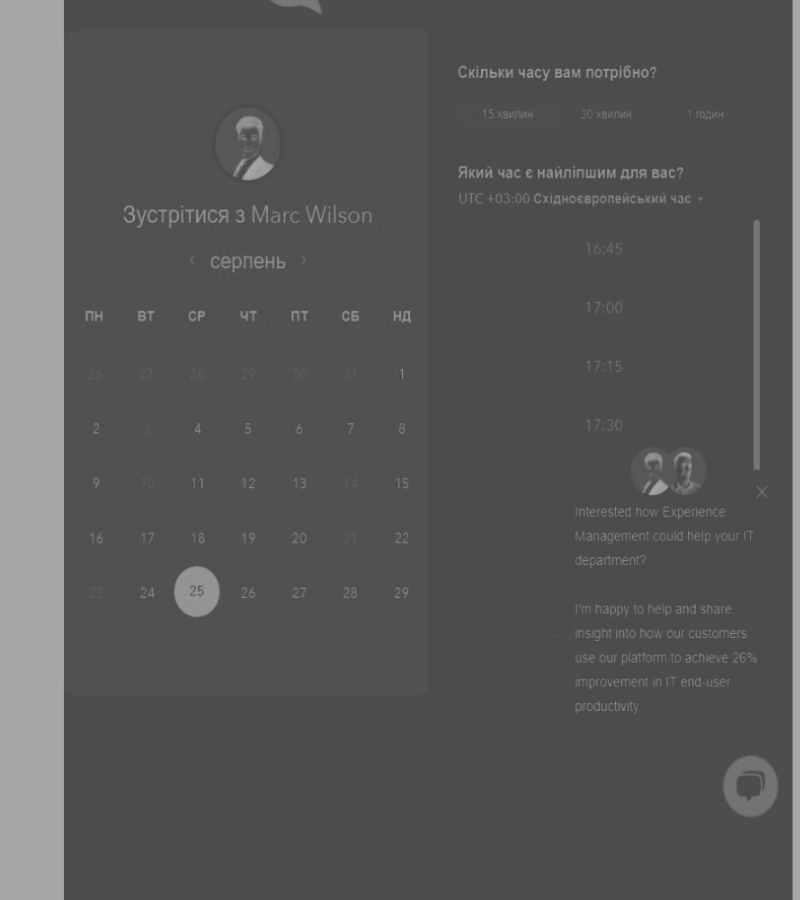 Зустрітися з Marc Wilson
серпень
ПН ВТ СР ЧТ ПТ СБ НД
26 27 28 29 30 31 1
2 3 4 5 6 7 8
9 10 11 12 13 14 15
16 17 18 19 20 21 22
23 24 25 26 27 28 29
Скільки часу вам потрібно?
15 хвилин 30 хвилин 1 годин
Який час є найліпшим для вас?
UTC +03:00 Східноєвропейський час
16:45
17:00
17:15
17:30
Interested how Experience
Management could help your IT
department?
I'm happy to help and share
insight into how our customers
use our platform to achieve 26%
improvement in IT end-user
productivity.